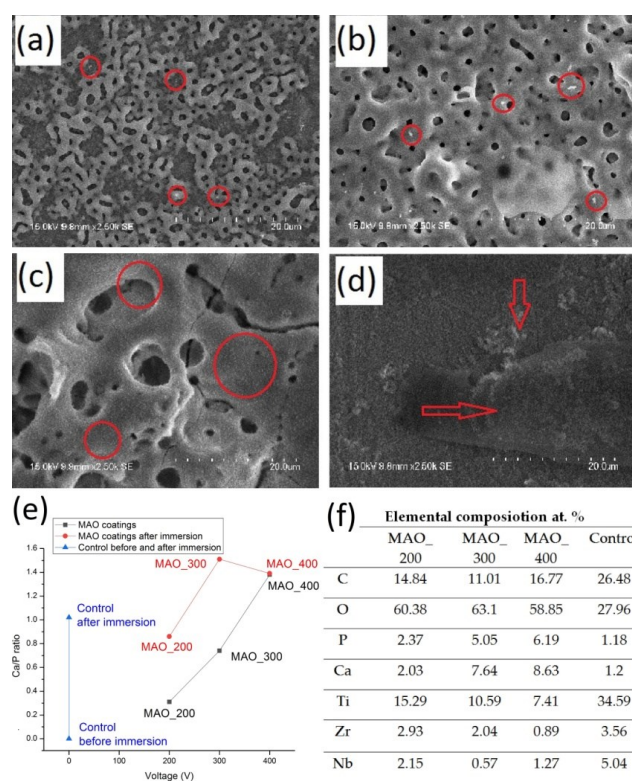 (a)
15.0kV 9.8mm x2.50k SE 20.0um
(b)
15.0kV 9.8mm x2.50k SE 20.0um
(c)
15.0kV 9.8mm x2.50k SE 20.0um
(d)
15.0kV 9.8mm x2.50k SE 20.0um
(e)
MAO coatings
MAO coatings after immersion
Control before and after immersion
Ca/P ratio
1.6
1.4
1.2
1.0
0.8
0.6
0.4
0.2
0.0
MAO_300
MAO_400
MAO_400
Control
after immersion
MAO_200
MAO_300
MAO_200
Control
before immersion
0 100 200 300 400
Voltage (V)
(f)
Elemental composiotion at. %
MAO_ MAO_ MAO_ Control
200 300 400
C 14.84 11.01 16.77 26.48
O 60.38 63.1 58.85 27.96
P 2.37 5.05 6.19 1.18
Ca 2.03 7.64 8.63 1.2
Ti 15.29 10.59 7.41 34.59
Zr 2.93 2.04 0.89 3.56
Nb 2.15 0.57 1.27 5.04